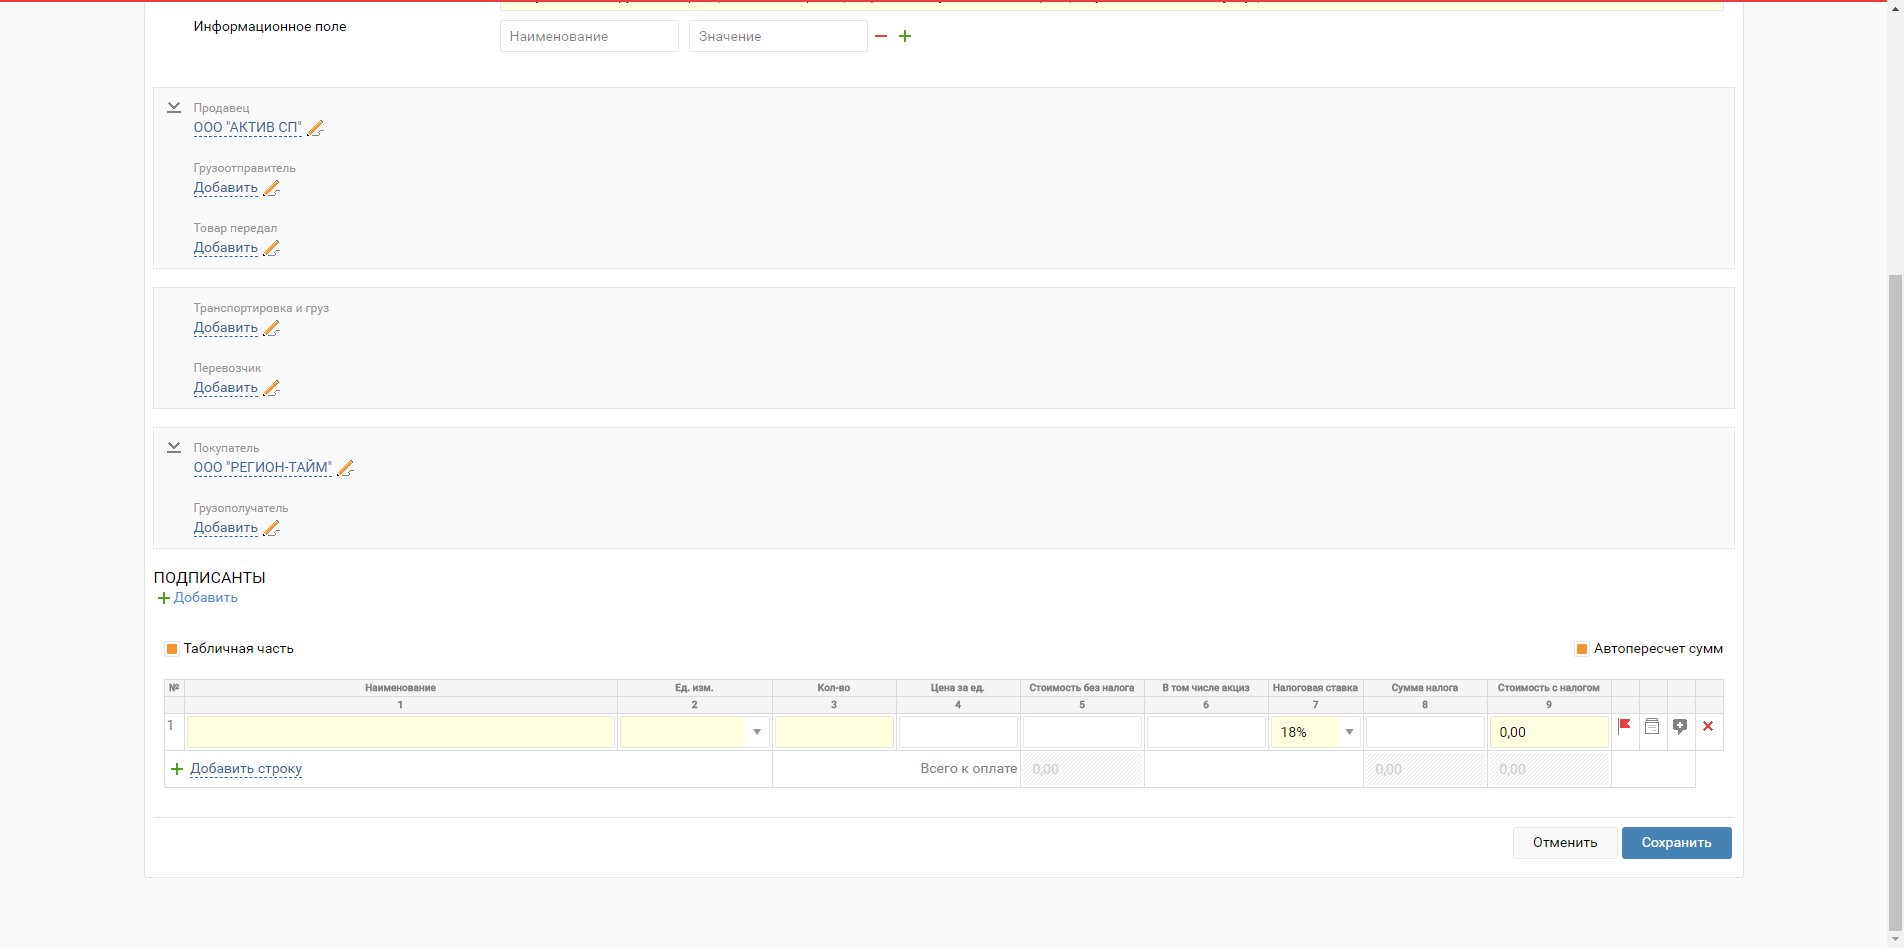 Информационное поле
Наименование Значение
Продавец
ООО "АКТИВ СП"
Грузоотправитель
Добавить
Товар передал
Добавить
Транспортировка и груз
Добавить
Перевозчик
Добавить
Покупатель
ООО "РЕГИОН-ТАЙМ"
Грузополучатель
Добавить
ПОДПИСАНТЫ
Добавить
Табличная часть Автопересчет сумм
№ Наименование Ед. изм. Кол-во Цена за ед. Стоимость без налога В том числе акциз Налоговая ставка Сумма налога Стоимость с налогом
1 2 3 4 5 6 7 8 9
1 18% 0,00
Добавить строку Всего к оплате 0,00 0,00 0,00
Отменить Сохранить